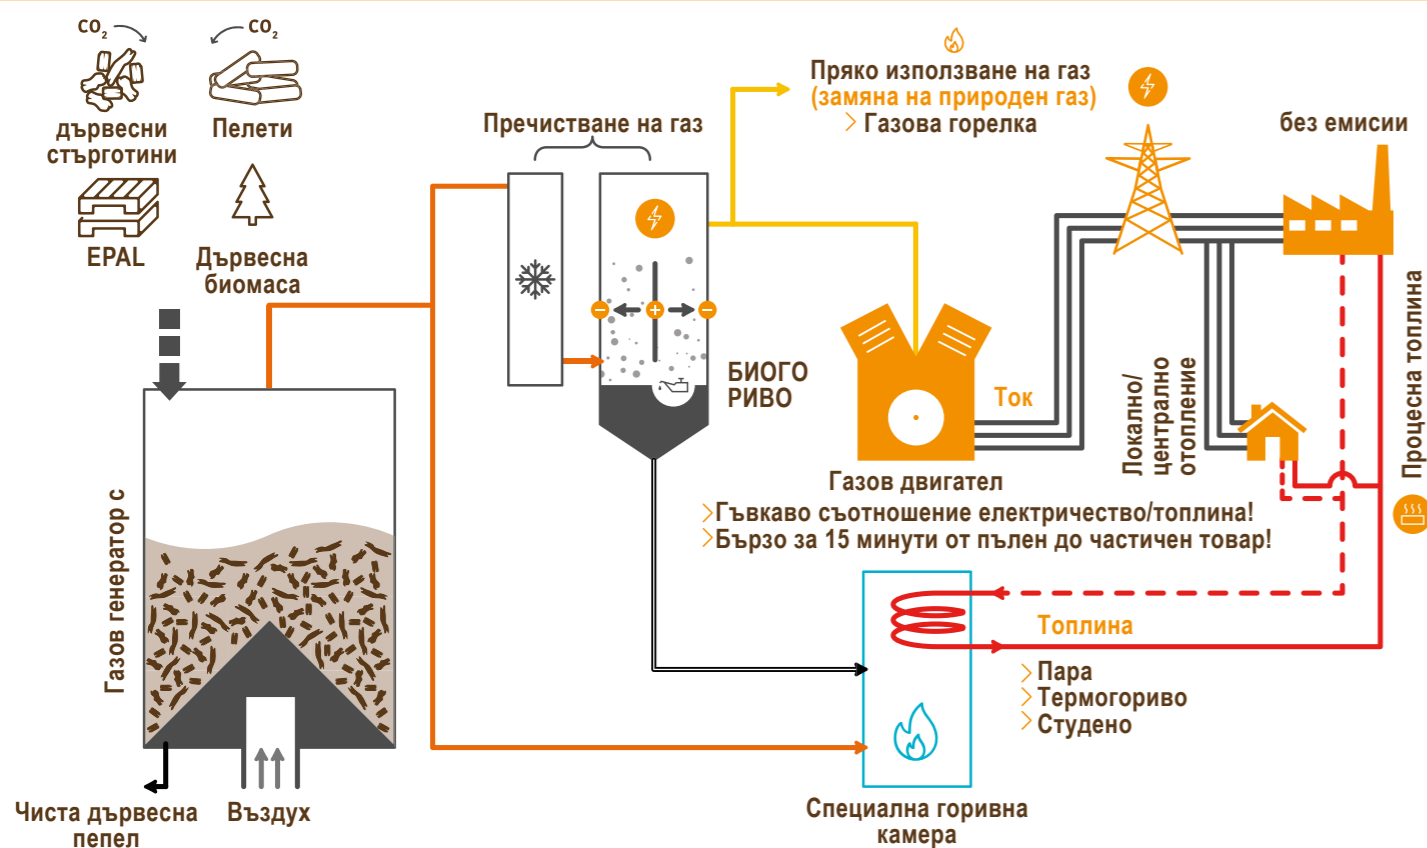 CO₂
CO₂
дървесни
стърготини
Пелети
EPAL
Дървесна
биомаса
Пречистване на газ
Пряко използване на газ
(замяна на природен газ)
Газова горелка
без емисии
БИОГО
РИВО
Ток
Локално/
централно
отопление
Процесна топлина
Газов двигател
Гъвкаво съотношение електричество/топлина!
Бързо за 15 минути от пълен до частичен товар!
Газов генератор с
Топлина
Пара
Термогориво
Студено
Чиста дървесна
пепел
Въздух
Специална горивна
камера